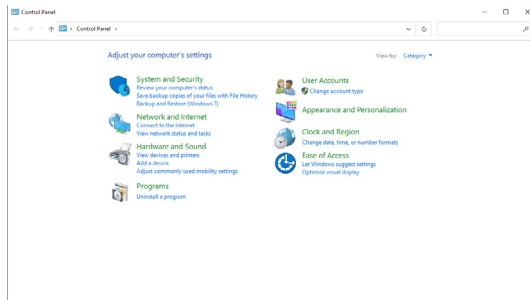 Control Panel
Control Panel
Adjust your computer's settings
View by: Category
System and Security
Review your computer's status
Save backup copies of your files with File History
Backup and Restore (Windows 7)
Network and Internet
Connect to the Internet
View network status and tasks
Hardware and Sound
View devices and printers
Add a device
Adjust commonly used mobility settings
Programs
Uninstall a program
User Accounts
Change account type
Appearance and Personalization
Clock and Region
Change date, time, or number formats
Ease of Access
Let Windows suggest settings
Optimize visual display